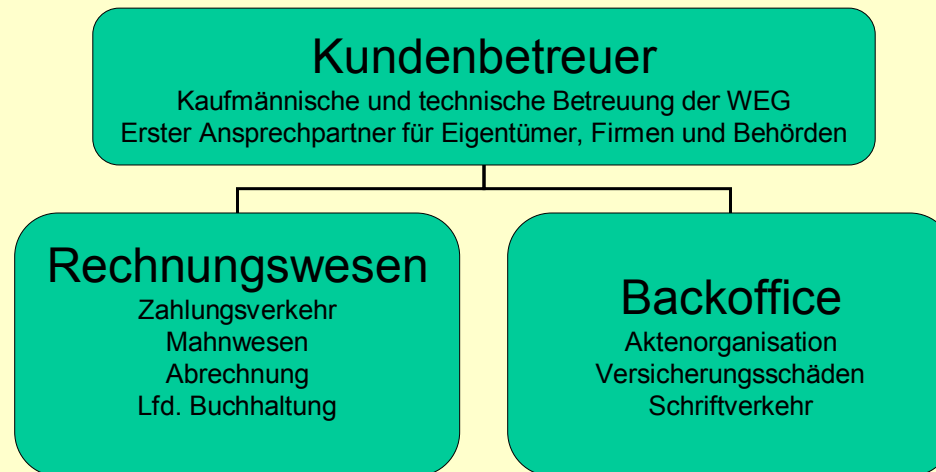 Kundenbetreuer
Kaufmännische und technische Betreuung der WEG
Erster Ansprechpartner für Eigentümer, Firmen und Behörden
Rechnungswesen
Zahlungsverkehr
Mahnwesen
Abrechnung
Lfd. Buchhaltung
Backoffice
Aktenorganisation
Versicherungsschäden
Schriftverkehr